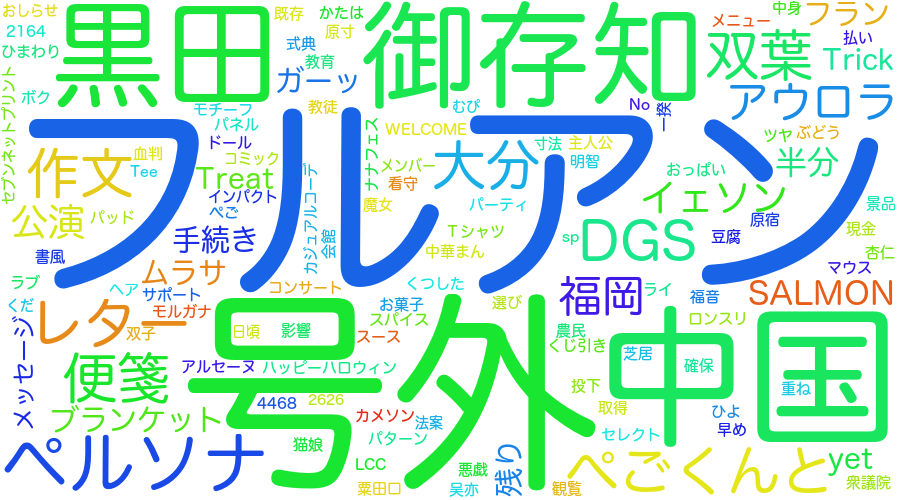 おしらせ
既存
かたは
メニュー
中身
フラン
2164
黒田
式典
原寸
御存知
双葉
払い
Trick
ひまわり
教育
ガーッ
ボク
モチーフ
教徒
むぴ
No
一揆
アウロラ
セブンネットプリント
パネル
フルアン
ナナフェス
WELCOME
寸法
主人公
ツヤ
ぶどう
作文
血判
ドール
コミック
Tee
Treat
カジュアルコーデ
メンバー
大分
明智
おっぱい
半分
看守
インパクト
魔女
パーティ
イェソン
景品
公演
パッド
ぺご
会館
Tシャツ
sp
DGS
原宿
現金
書風
手続き
中華まん
豆腐
杏仁
ラブ
ヘア
ムラサ
くつした
マウス
くだ
サポート
コンサート
お菓子
選び
福岡
ライ
福音
SALMON
レター
モルガナ
号外
スパイス
ロンスリ
メッセージ
双子
日頃
影響
スース
農民
中国
くじ引き
便箋
アルセーヌ
ハッピーハロウィン
芝居
確保
投下
重ね
ブランケット
4468
2626
カメソン
法案
取得
ひよ
パターン
セレクト
早め
ペルソナ
猫娘
LCC
悪戯
残り
ぺごくんと
yet
粟田口
吴亦
観覧
衆議院